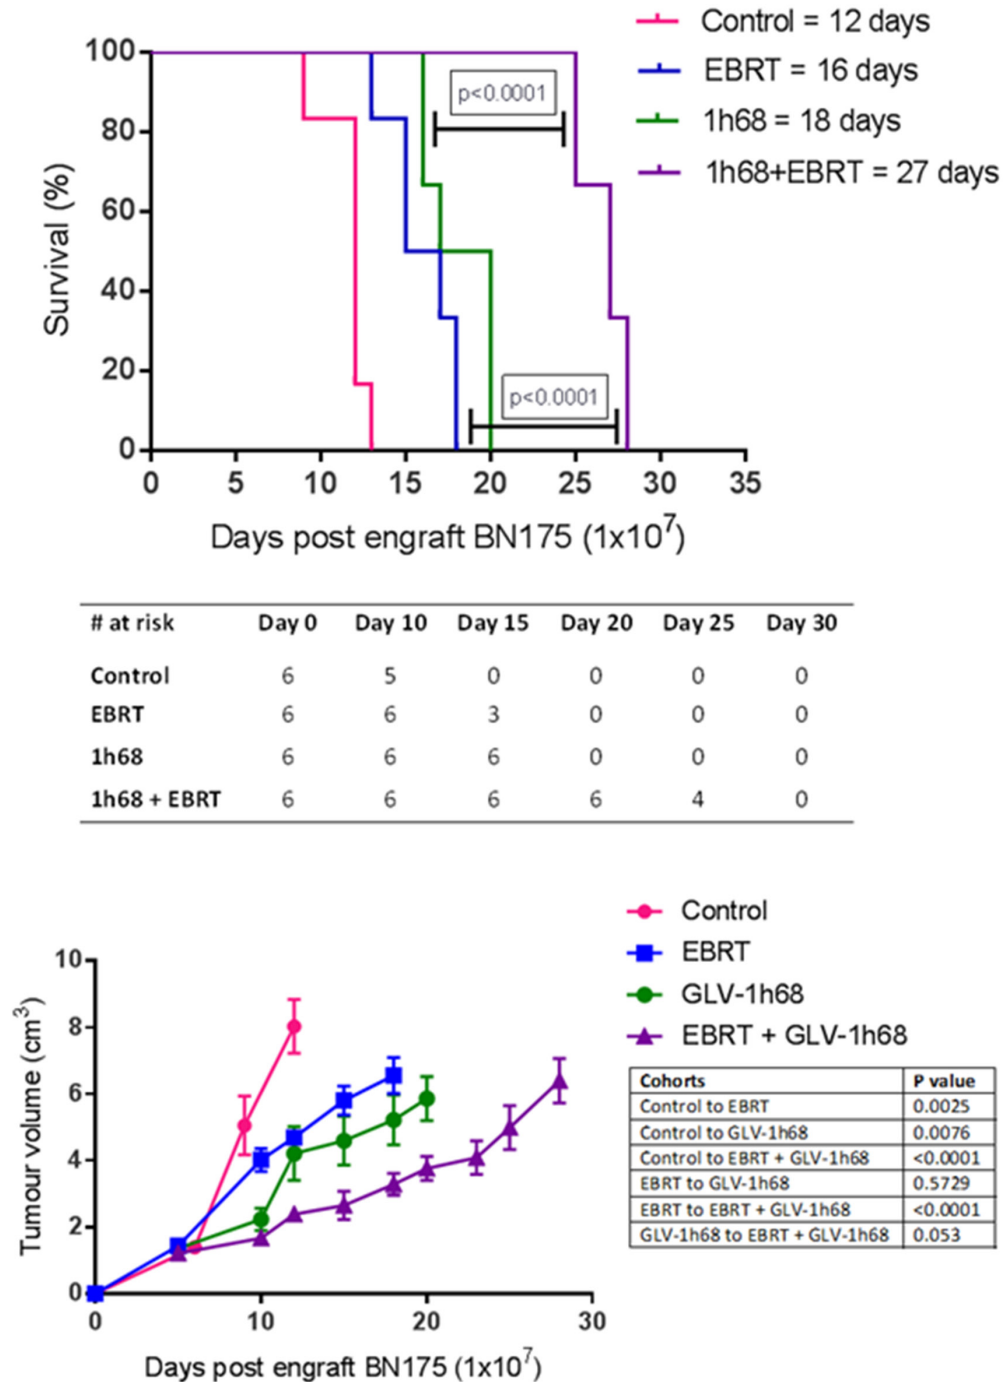 Control = 12 days
EBRT = 16 days
1h68 = 18 days
1h68+EBRT = 27 days
p<0.0001
p<0.0001
Survival (%)
100
80
60
40
20
0
0 5 10 15 20 25 30 35
Days post engraft BN175 (1x10⁷)
# at risk Day 0 Day 10 Day 15 Day 20 Day 25 Day 30
Control 6 5 0 0 0 0
EBRT 6 6 3 0 0 0
1h68 6 6 6 0 0 0
1h68 + EBRT 6 6 6 6 4 0
Control
EBRT
GLV-1h68
EBRT + GLV-1h68
Tumour volume (cm³)
10
8
6
4
2
0
0 10 20 30
Days post engraft BN175 (1x10⁷)
Cohorts P value
Control to EBRT 0.0025
Control to GLV-1h68 0.0076
Control to EBRT + GLV-1h68 <0.0001
EBRT to GLV-1h68 0.5729
EBRT to EBRT + GLV-1h68 <0.0001
GLV-1h68 to EBRT + GLV-1h68 0.053